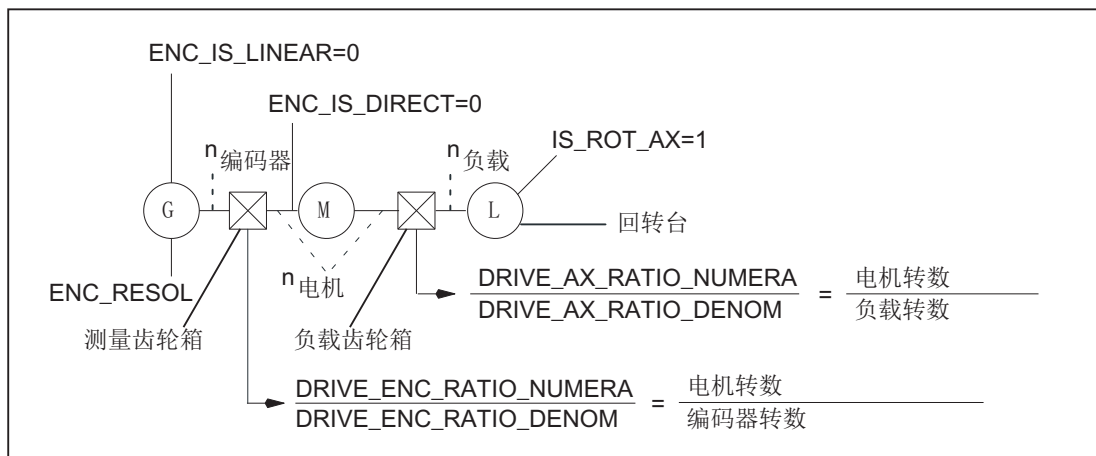 ENC_IS_LINEAR=0
ENC_IS_DIRECT=0
n编码器
n负载
IS_ROT_AX=1
G
M
L
回转台
ENC_RESOL
n电机
DRIVE_AX_RATIO_NUMERA
DRIVE_AX_RATIO_DENOM
=
电机转数
负载转数
测量齿轮箱
负载齿轮箱
DRIVE_ENC_RATIO_NUMERA
DRIVE_ENC_RATIO_DENOM
=
电机转数
编码器转数